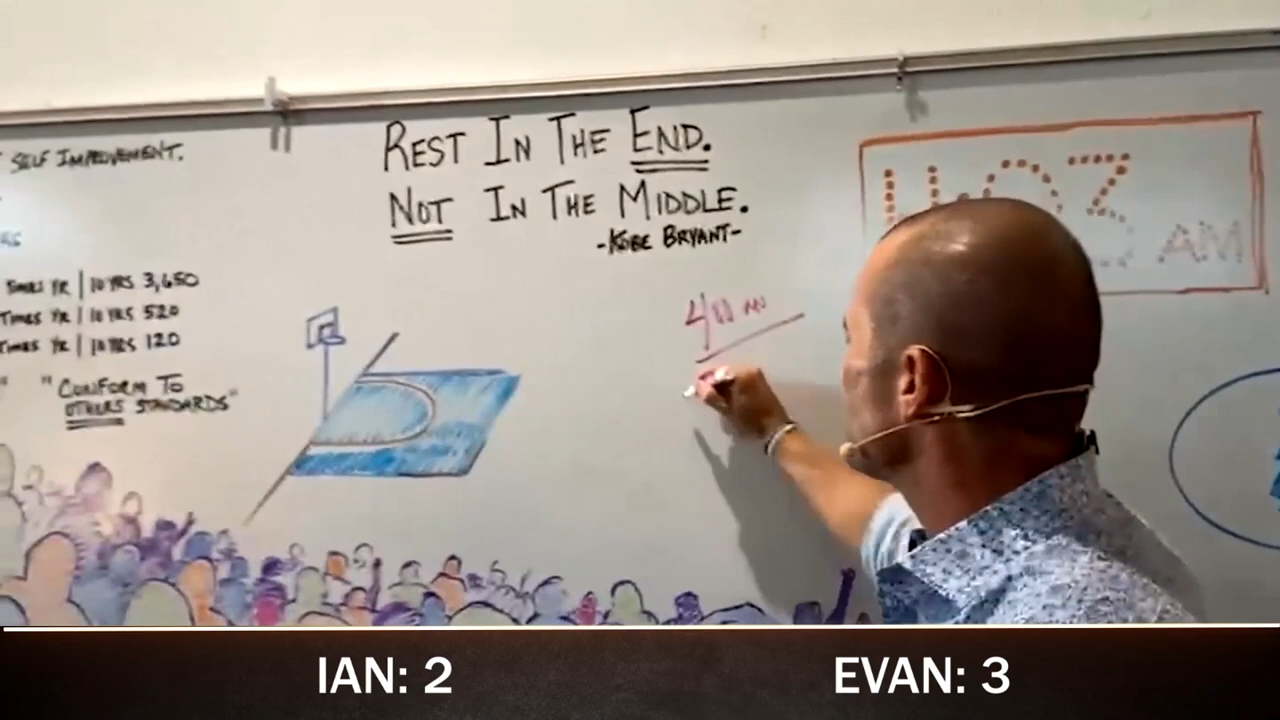 SELF IMPROVEMENT.
REST IN THE END.
NOT IN THE MIDDLE.
-KOBE BRYANT-
AM
TIMES YR | 10 YRS 3,650
TIMES YR | 10 YRS 520
TIMES YR | 10 YRS 120
"CONFORM TO
OTHERS STANDARDS"
IAN: 2
EVAN: 3